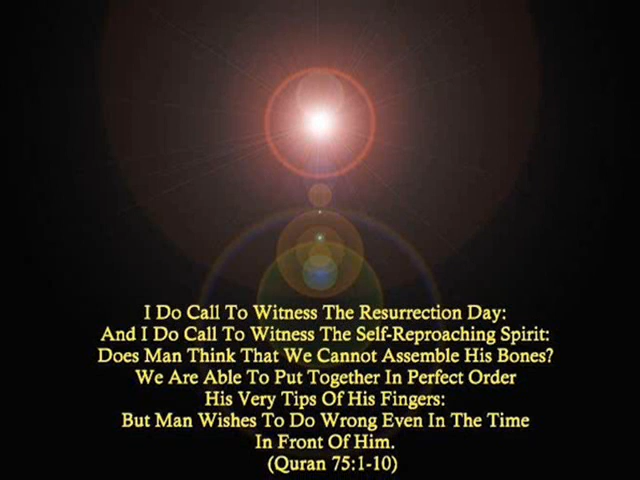 I Do Call To Witness The Resurrection Day:
And I Do Call To Witness The Self-Reproaching Spirit:
Does Man Think That We Cannot Assemble His Bones?
We Are Able To Put Together In Perfect Order
His Very Tips Of His Fingers:
But Man Wishes To Do Wrong Even In The Time
In Front Of Him.
(Quran 75:1-10)